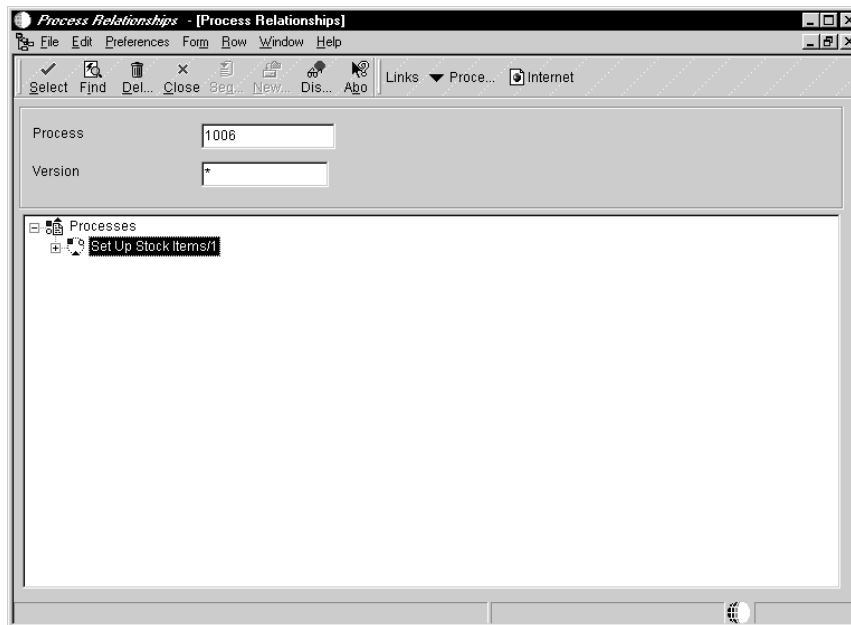 Process Relationships - [Process Relationships]
File Edit Preferences Form Row Window Help
Select Find Del... Close Seq... New... Dis... Abo Links Proce... Internet
Process 1006
Version *
Processes
Set Up Stock Items/1